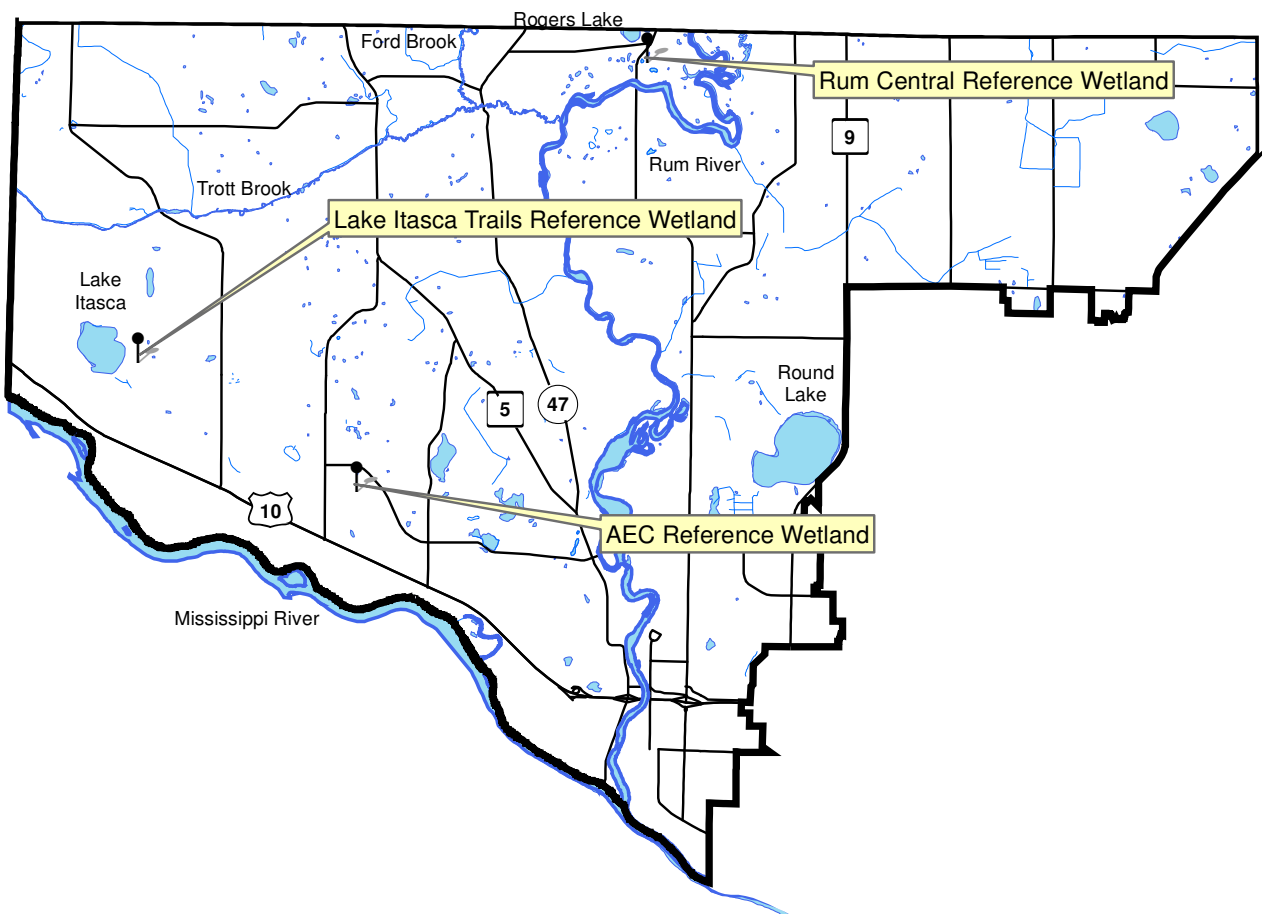 Rogers Lake
Ford Brook
Rum Central Reference Wetland
9
Rum River
Trott Brook
Lake Itasca Trails Reference Wetland
Lake
Itasca
Round
Lake
5
47
10
AEC Reference Wetland
Mississippi River